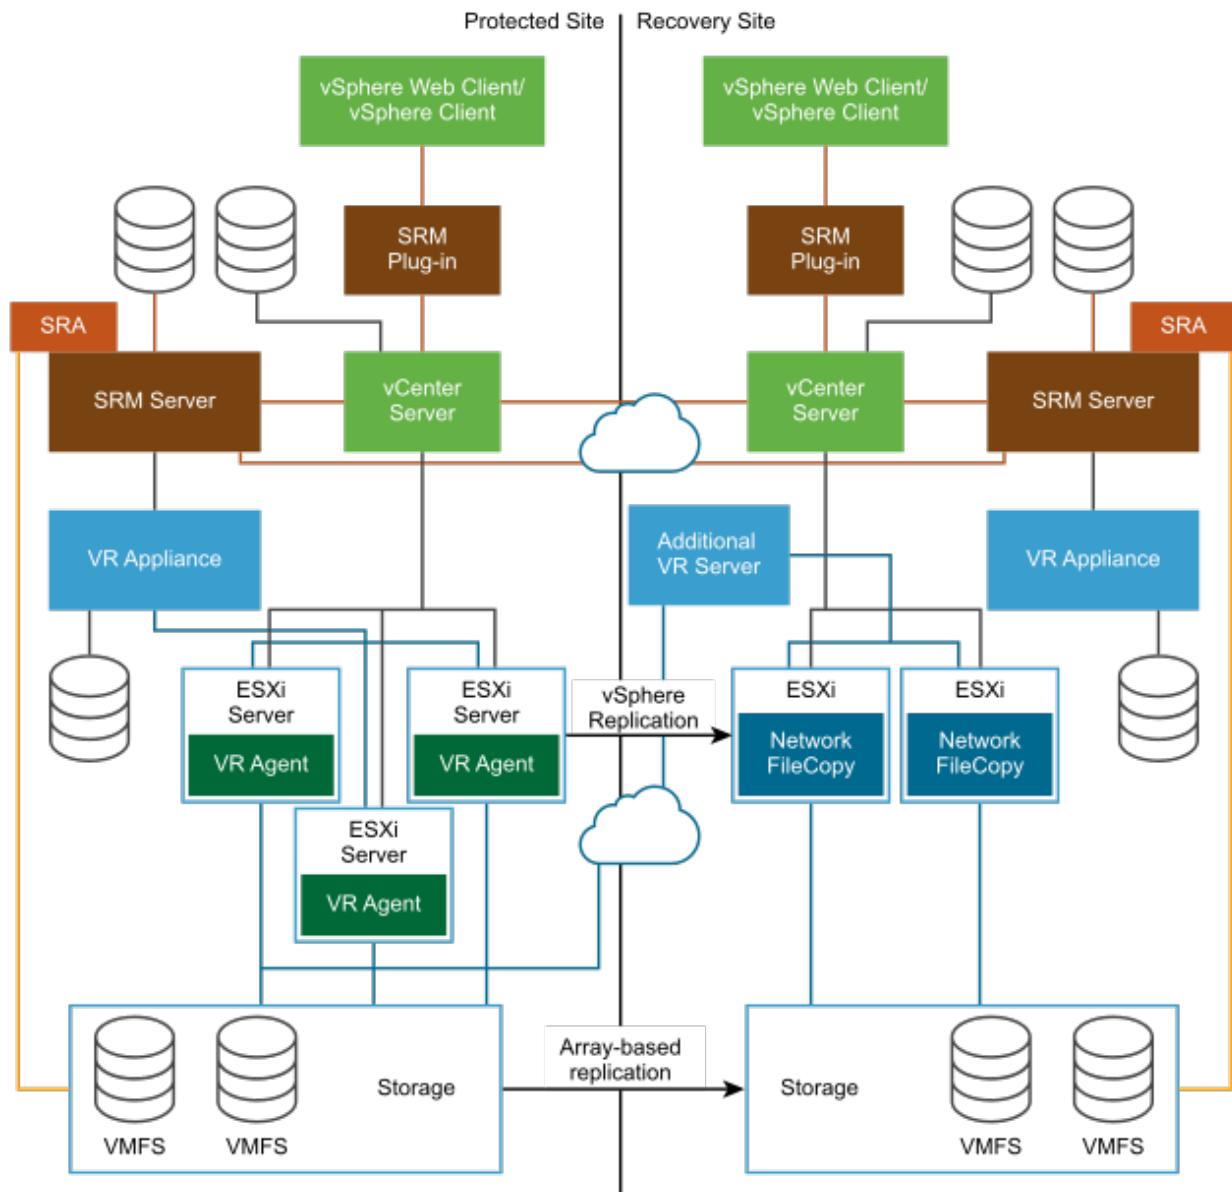 Protected Site
Recovery Site
vSphere Web Client/
vSphere Client
vSphere Web Client/
vSphere Client
SRM
Plug-in
SRM
Plug-in
SRA
SRA
SRM Server
vCenter
Server
vCenter
Server
SRM Server
VR Appliance
Additional
VR Server
VR Appliance
ESXi
Server
VR Agent
ESXi
Server
VR Agent
vSphere
Replication
ESXi
Network
FileCopy
ESXi
Network
FileCopy
ESXi
Server
VR Agent
VMFS
VMFS
Storage
Array-based
replication
Storage
VMFS
VMFS